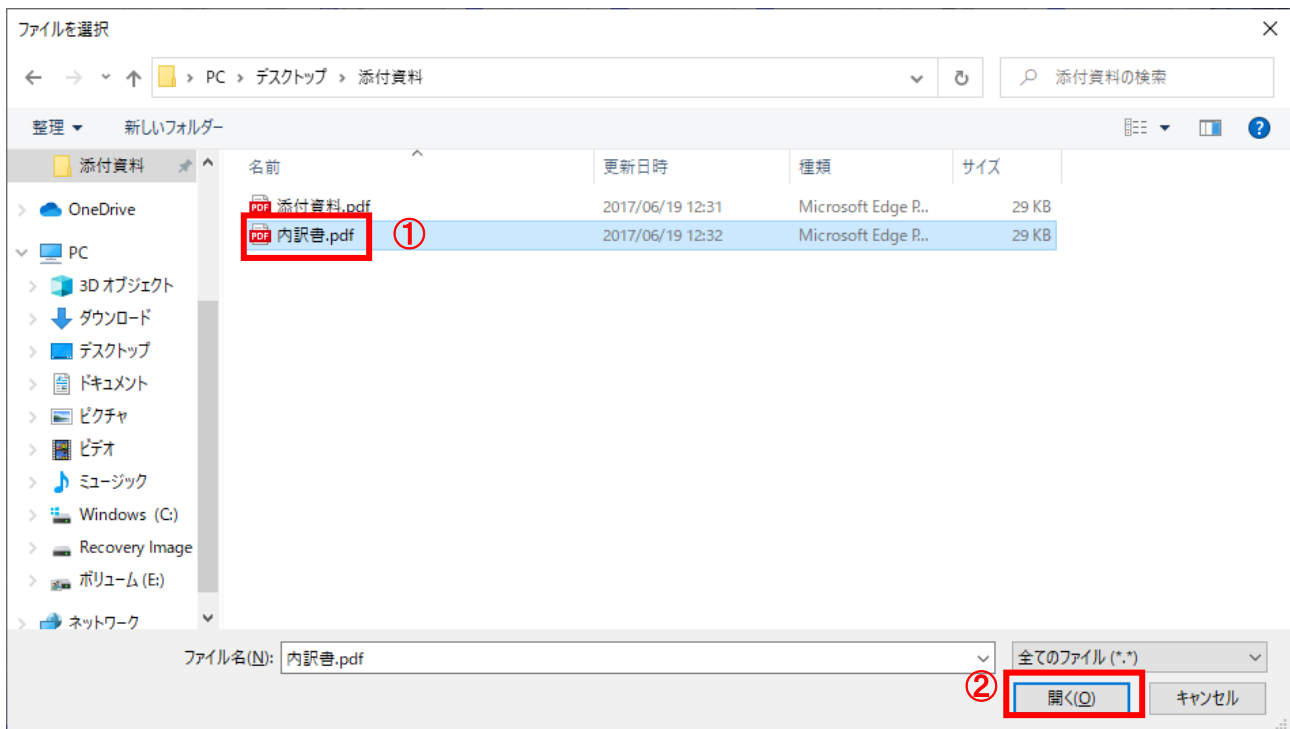 ファイルを選択
PC › デスクトップ › 添付資料
添付資料の検索
整理 新しいフォルダー
添付資料
OneDrive
PC
3D オブジェクト
ダウンロード
デスクトップ
ドキュメント
ピクチャ
ビデオ
ミュージック
Windows (C:)
Recovery Image
ボリューム (E:)
ネットワーク
名前 更新日時 種類 サイズ
PDF 添付資料.pdf 2017/06/19 12:31 Microsoft Edge P... 29 KB
PDF 内訳書.pdf ① 2017/06/19 12:32 Microsoft Edge P... 29 KB
ファイル名(N): 内訳書.pdf 全てのファイル (*.*)
② 開く(O) キャンセル